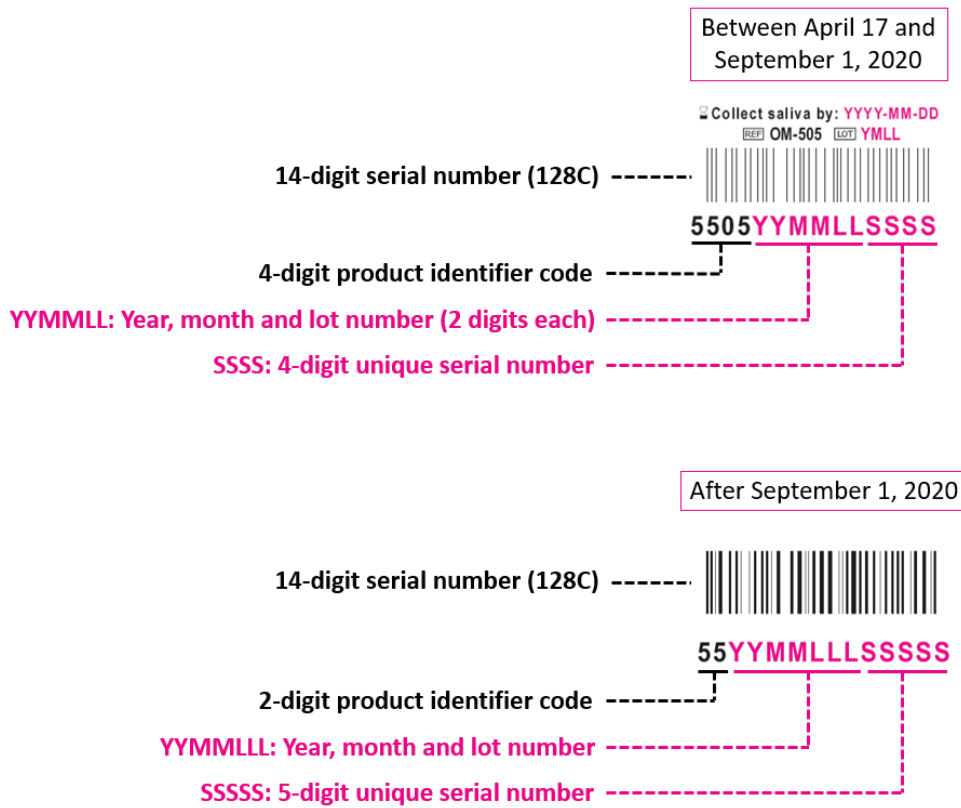 Between April 17 and
September 1, 2020
Collect saliva by: YYYY-MM-DD
REF OM-505 LOT YMLL
14-digit serial number (128C)
5505YYMMLLSSSS
4-digit product identifier code
YYMMLL: Year, month and lot number (2 digits each)
SSSS: 4-digit unique serial number
After September 1, 2020
14-digit serial number (128C)
55YYMMLLLSSSSS
2-digit product identifier code
YYMMLLL: Year, month and lot number
SSSSS: 5-digit unique serial number